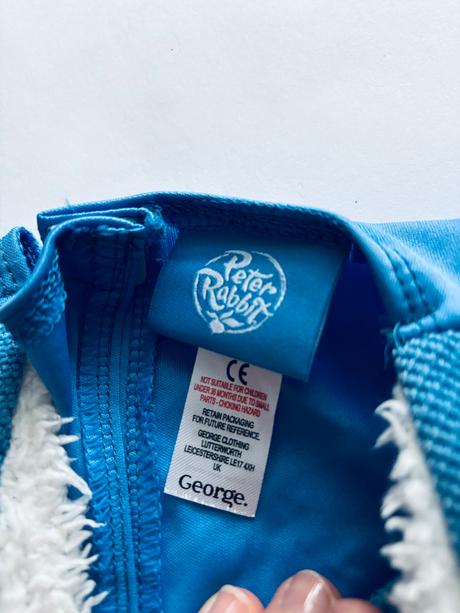 Peter
Rabbit
CE
NOT SUITABLE FOR CHILDREN
UNDER 36 MONTHS DUE TO SMALL
PARTS - CHOKING HAZARD
RETAIN PACKAGING
FOR FUTURE REFERENCE.
GEORGE CLOTHING
LUTTERWORTH
LEICESTERSHIRE LE17 4XH
UK
George.